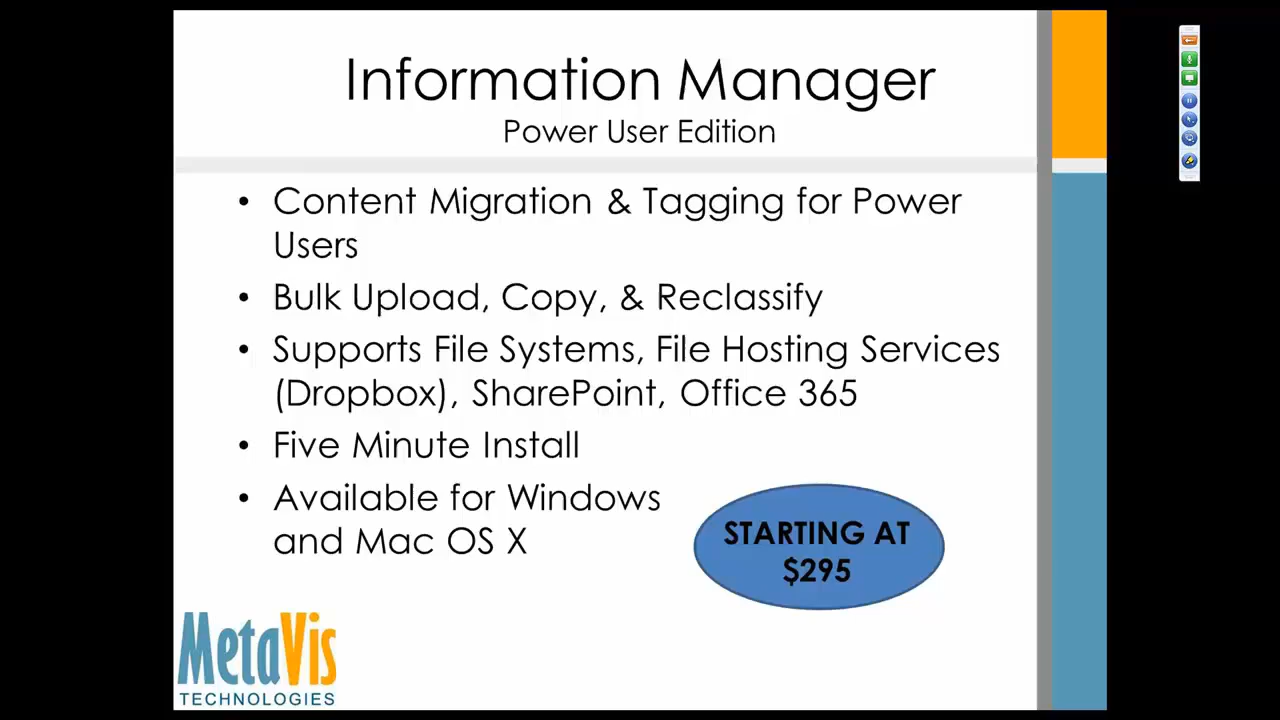 Information Manager
Power User Edition
• Content Migration & Tagging for Power
Users
• Bulk Upload, Copy, & Reclassify
• Supports File Systems, File Hosting Services
(Dropbox), SharePoint, Office 365
• Five Minute Install
• Available for Windows
and Mac OS X
STARTING AT
$295
MetaVis
TECHNOLOGIES